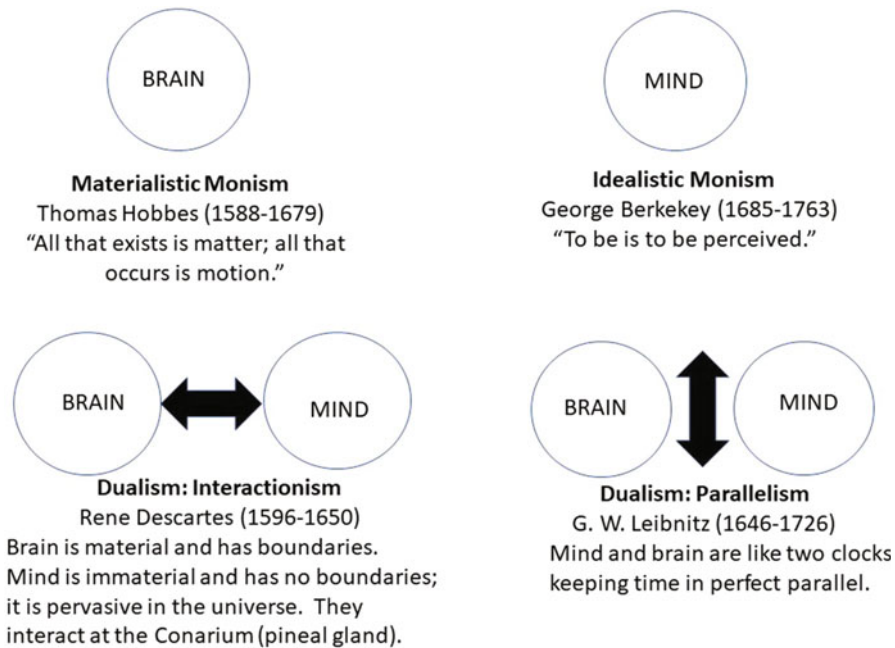 BRAIN
Materialistic Monism
Thomas Hobbes (1588-1679)
“All that exists is matter; all that
occurs is motion.”
MIND
Idealistic Monism
George Berkekey (1685-1763)
“To be is to be perceived.”
BRAIN
MIND
Dualism: Interactionism
Rene Descartes (1596-1650)
Brain is material and has boundaries.
Mind is immaterial and has no boundaries;
it is pervasive in the universe. They
interact at the Conarium (pineal gland).
BRAIN
MIND
Dualism: Parallelism
G. W. Leibnitz (1646-1726)
Mind and brain are like two clocks
keeping time in perfect parallel.